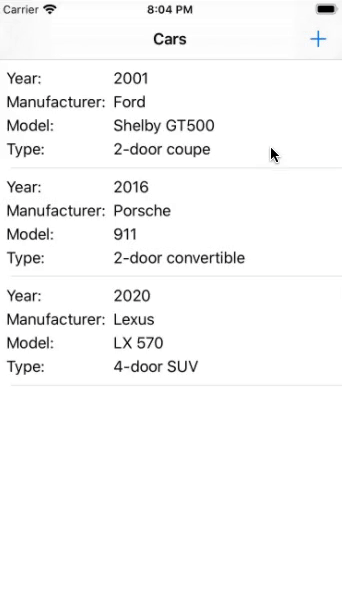 Carrier 8:04 PM
Cars +
Year: 2001
Manufacturer: Ford
Model: Shelby GT500
Type: 2-door coupe
Year: 2016
Manufacturer: Porsche
Model: 911
Type: 2-door convertible
Year: 2020
Manufacturer: Lexus
Model: LX 570
Type: 4-door SUV